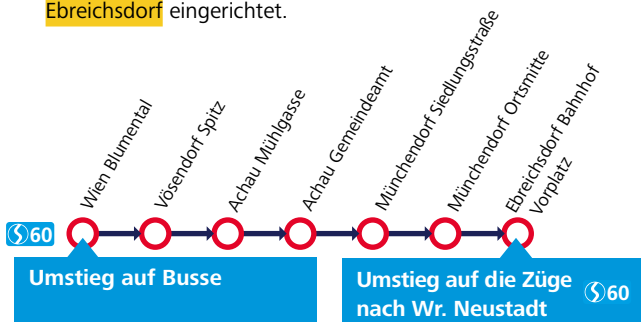 Ebreichsdorf eingerichtet.
Wien Blumental
Vösendorf Spitz
Achau Mühlgasse
Achau Gemeindeamt
Münchendorf Siedlungsstraße
Münchendorf Ortsmitte
Ebreichsdorf Bahnhof
Vorplatz
S60
Umstieg auf Busse
Umstieg auf die Züge
nach Wr. Neustadt
S60